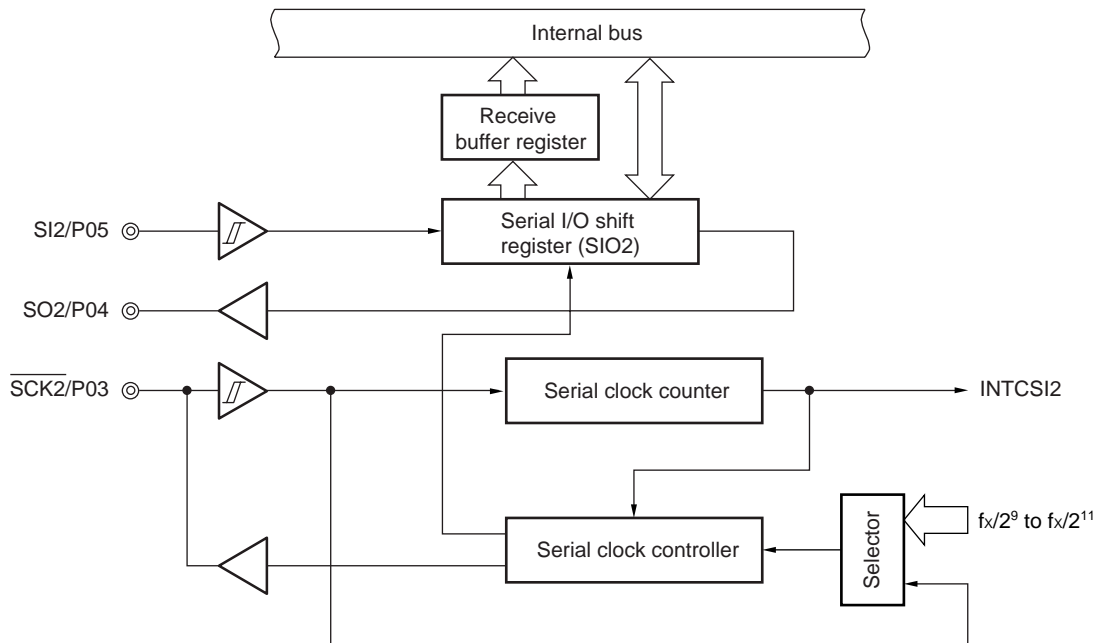 Internal bus
Receive
buffer register
SI2/P05
Serial I/O shift
register (SIO2)
SO2/P04
SCK2/P03
Serial clock counter
INTCSI2
Serial clock controller
Selector
fx/2⁹ to fx/2¹¹